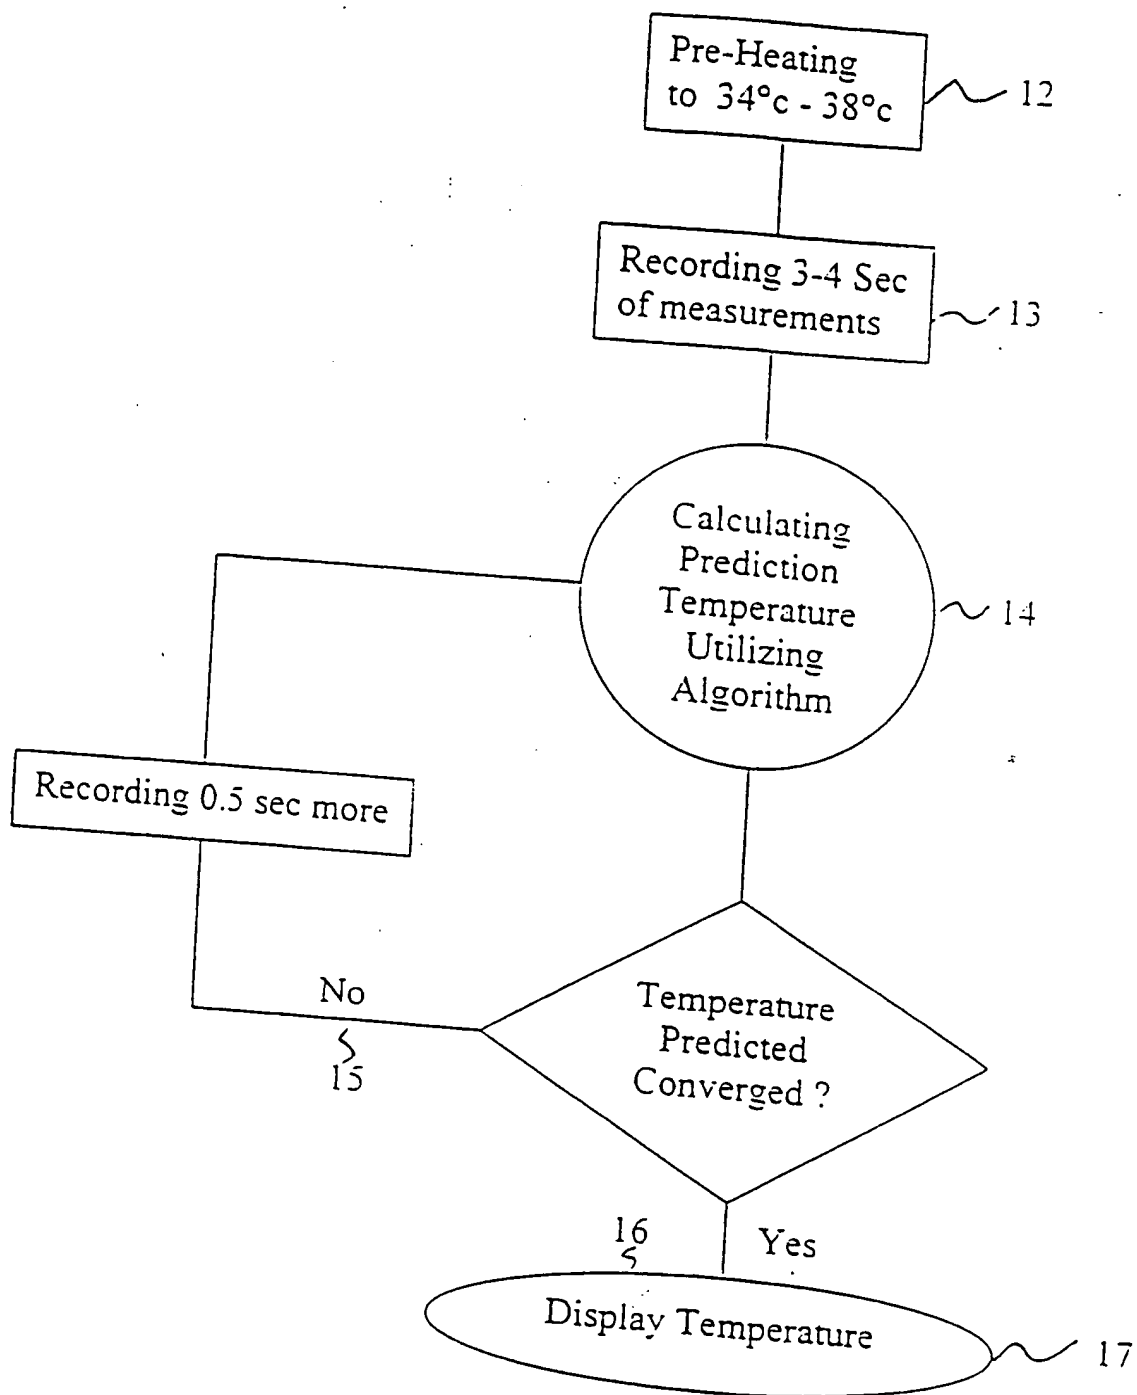 Pre-Heating
to 34°c - 38°c
12
Recording 3-4 Sec
of measurements
13
Calculating
Prediction
Temperature
Utilizing
Algorithm
14
Recording 0.5 sec more
No
15
Temperature
Predicted
Converged ?
16
Yes
Display Temperature
17